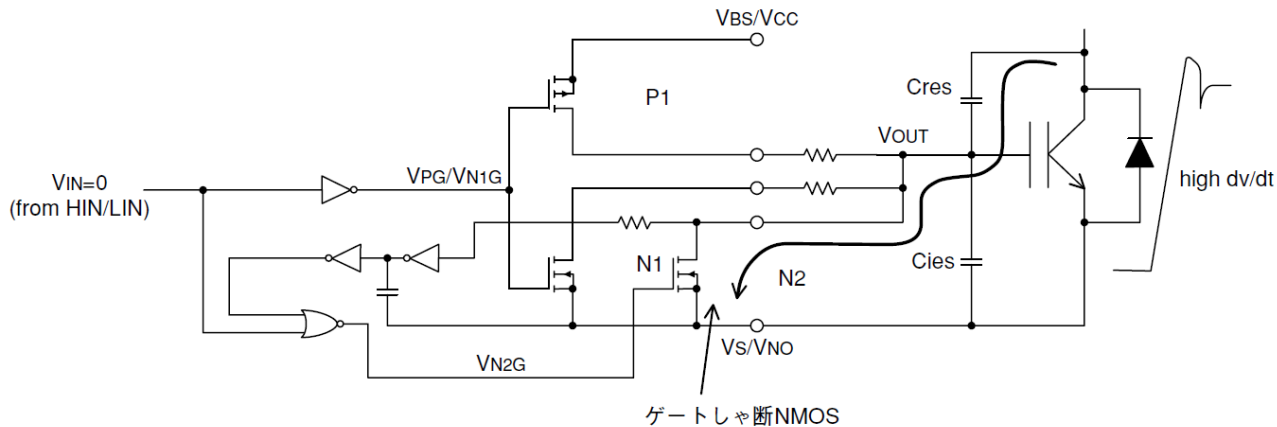 VBS/VCC
P1
Cres
VOUT
VIN=0
(from HIN/LIN)
VPG/VN1G
high dv/dt
N1
N2
Cies
VS/VNO
VN2G
ゲートしゃ断NMOS